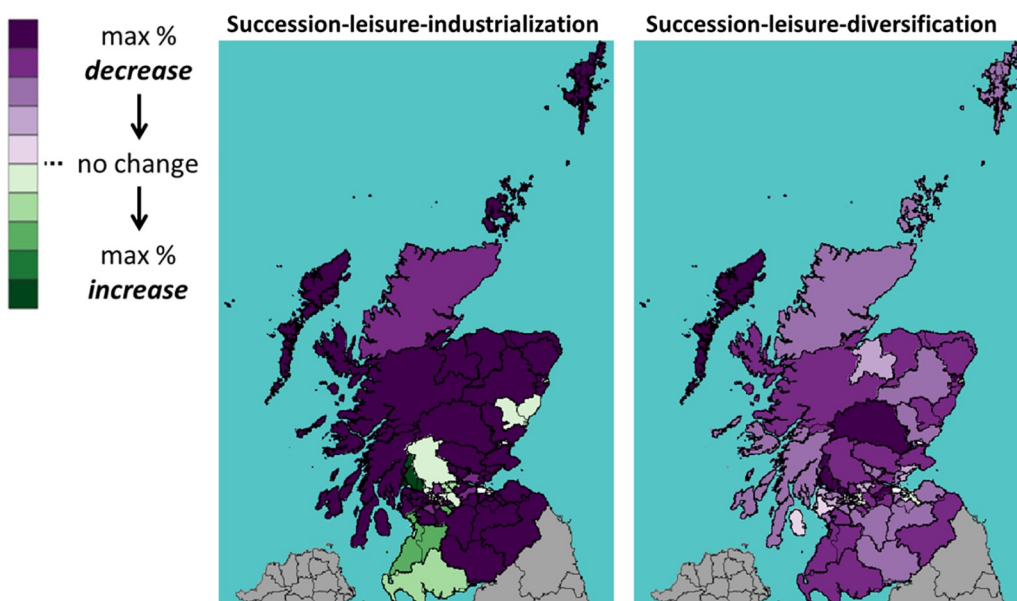 max %
decrease
... no change
max %
increase
Succession-leisure-industrialization
Succession-leisure-diversification